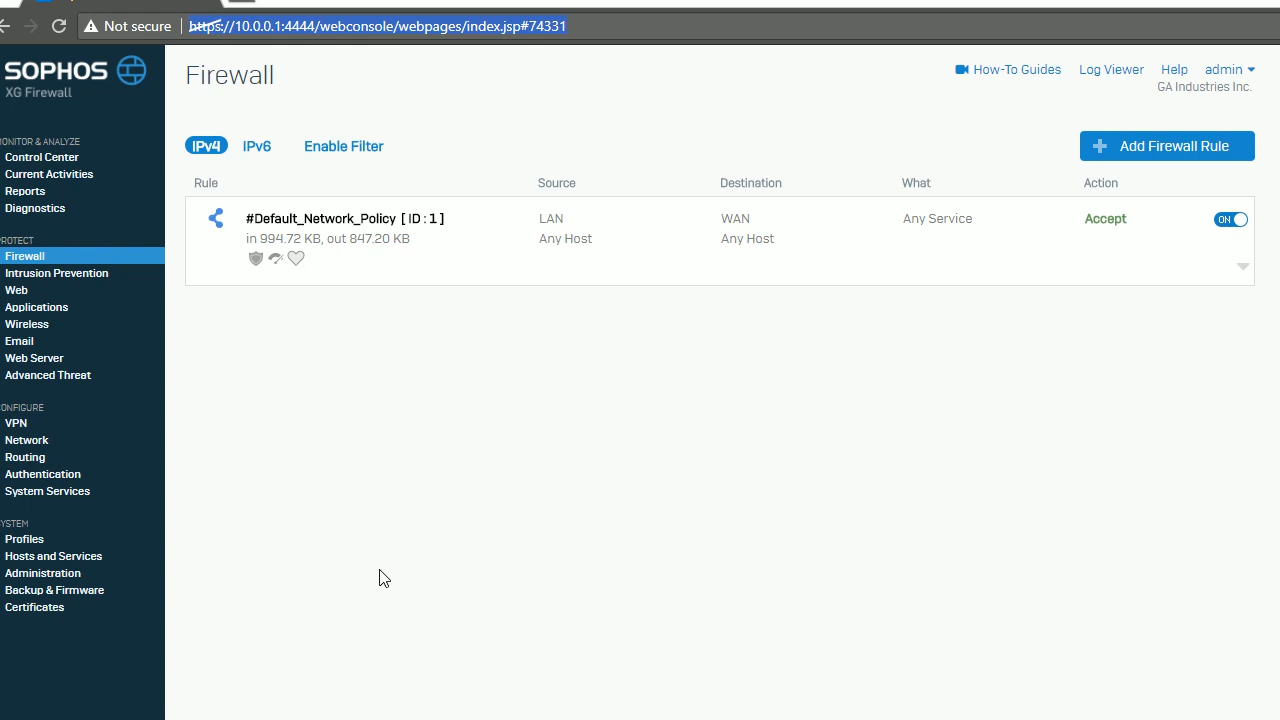 Not secure
https://10.0.0.1:4444/webconsole/webpages/index.jsp#74331
SOPHOS
XG Firewall
Firewall
How-To Guides
Log Viewer
Help
admin
GA Industries Inc.
ONITOR & ANALYZE
Control Center
Current Activities
Reports
Diagnostics
ROTECT
Firewall
Intrusion Prevention
Web
Applications
Wireless
Email
Web Server
Advanced Threat
ONFIGURE
VPN
Network
Routing
Authentication
System Services
YSTEM
Profiles
Hosts and Services
Administration
Backup & Firmware
Certificates
IPv4
IPv6
Enable Filter
Add Firewall Rule
Rule
Source
Destination
What
Action
#Default_Network_Policy [ ID : 1 ]
in 994.72 KB, out 847.20 KB
LAN
Any Host
WAN
Any Host
Any Service
Accept
ON